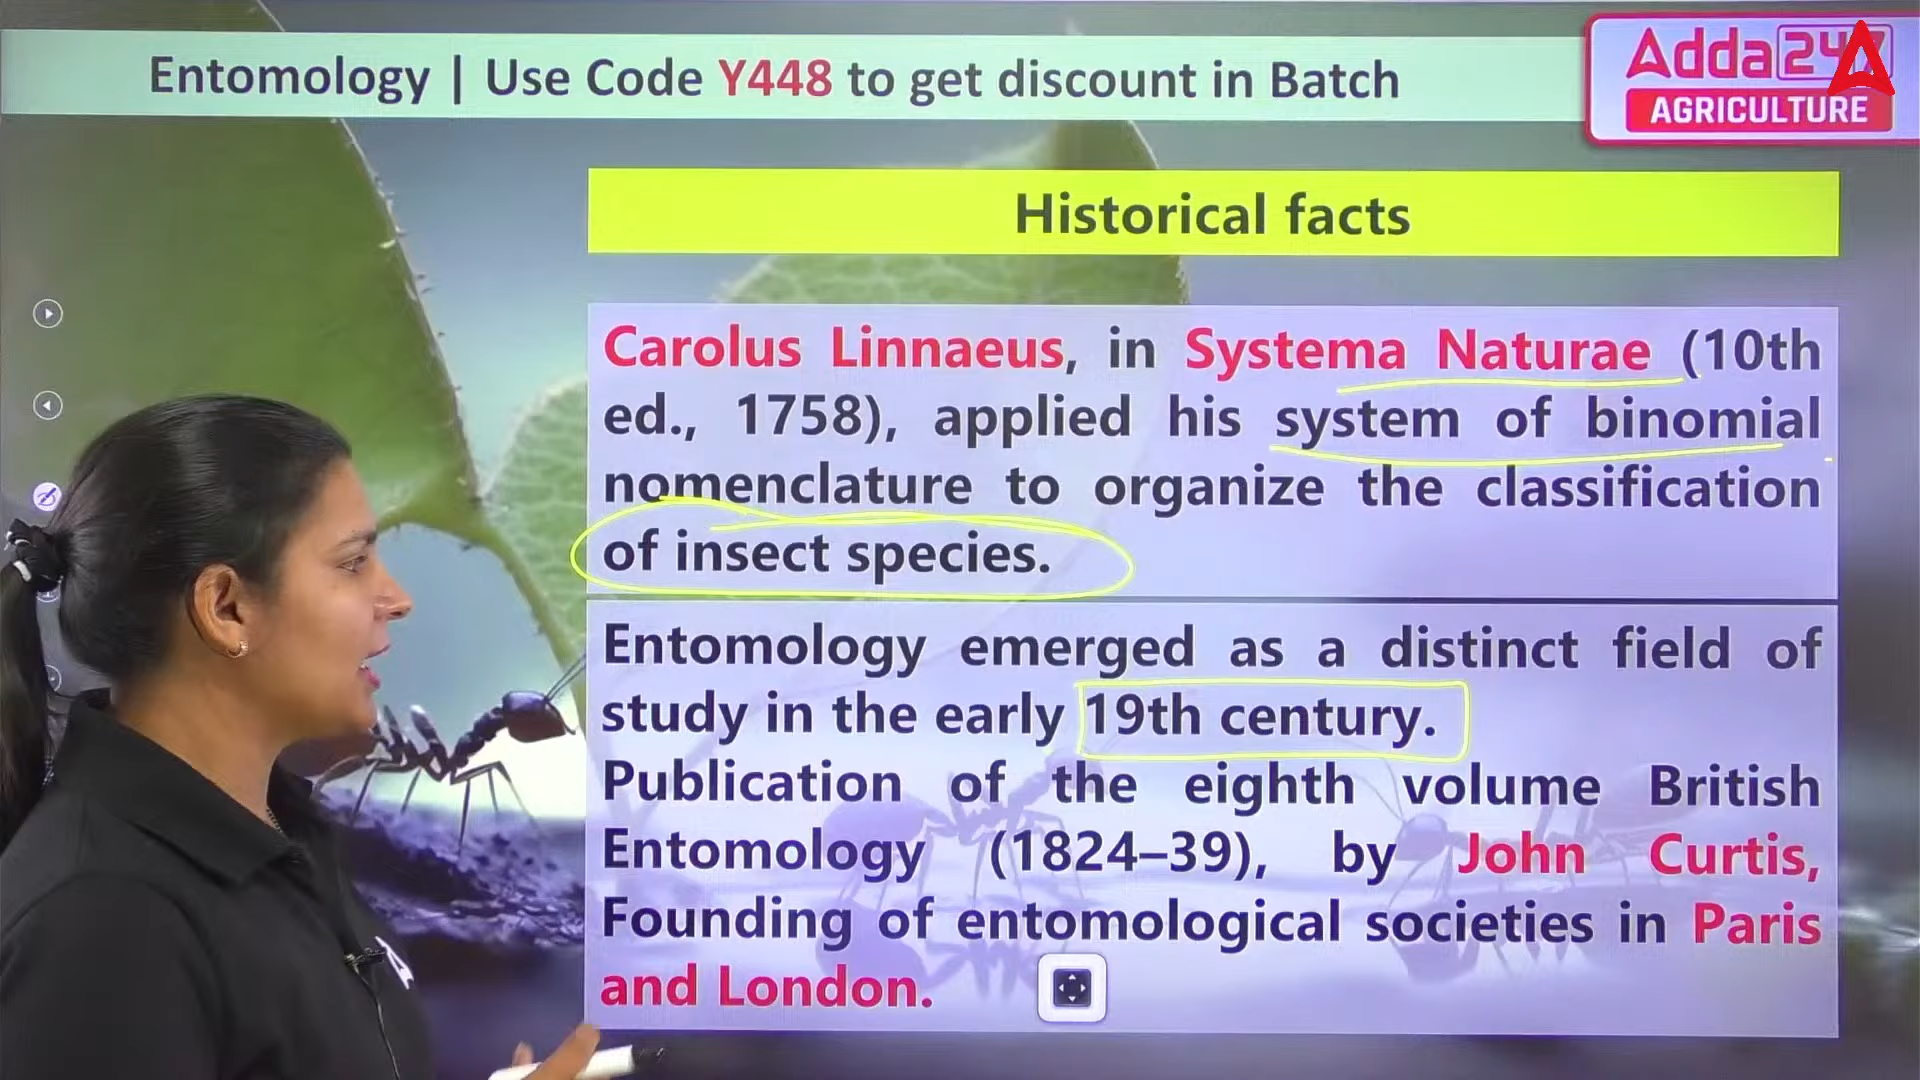 Entomology | Use Code Y448 to get discount in Batch
Adda247
AGRICULTURE
Historical facts
Carolus Linnaeus, in Systema Naturae (10th
ed., 1758), applied his system of binomial
nomenclature to organize the classification
of insect species.
Entomology emerged as a distinct field of
study in the early 19th century.
Publication of the eighth volume British
Entomology (1824–39), by John Curtis,
Founding of entomological societies in Paris
and London.